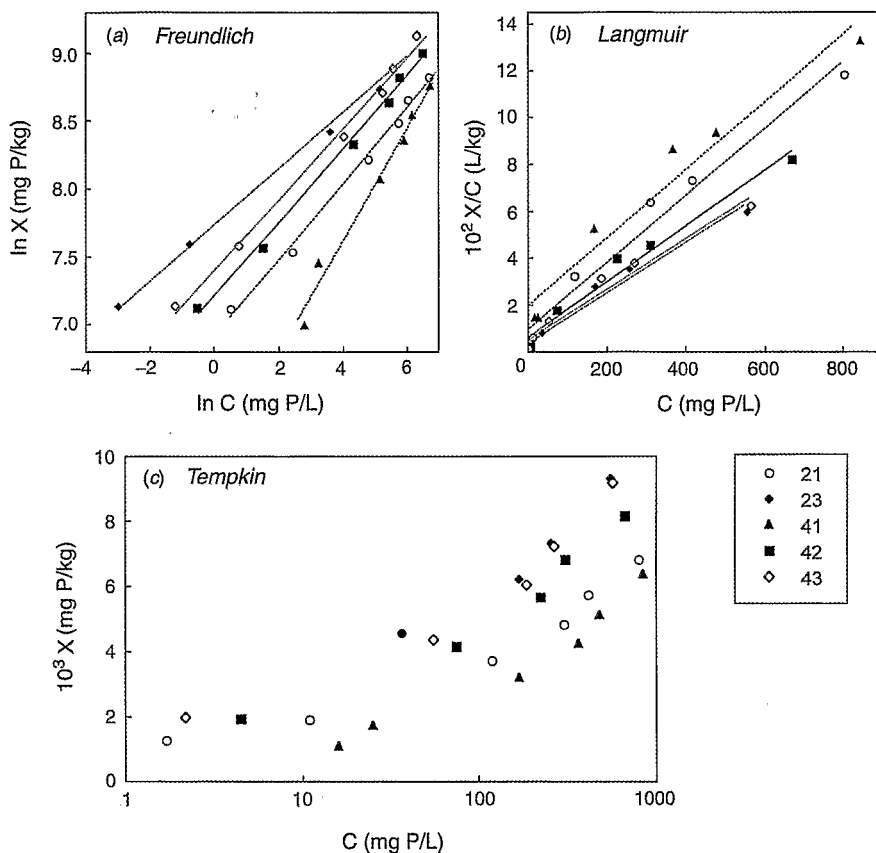 (a) Freundlich
9.0
8.5
8.0
7.5
7.0
ln X (mg P/kg)
−4 −2 0 2 4 6
ln C (mg P/L)
(b) Langmuir
14
12
10
8
6
4
2
10² X/C (L/kg)
200 400 600 800
C (mg P/L)
(c) Tempkin
10
8
6
4
2
0
10³ X (mg P/kg)
.1 10 100 1000
C (mg P/L)
21
23
41
42
43